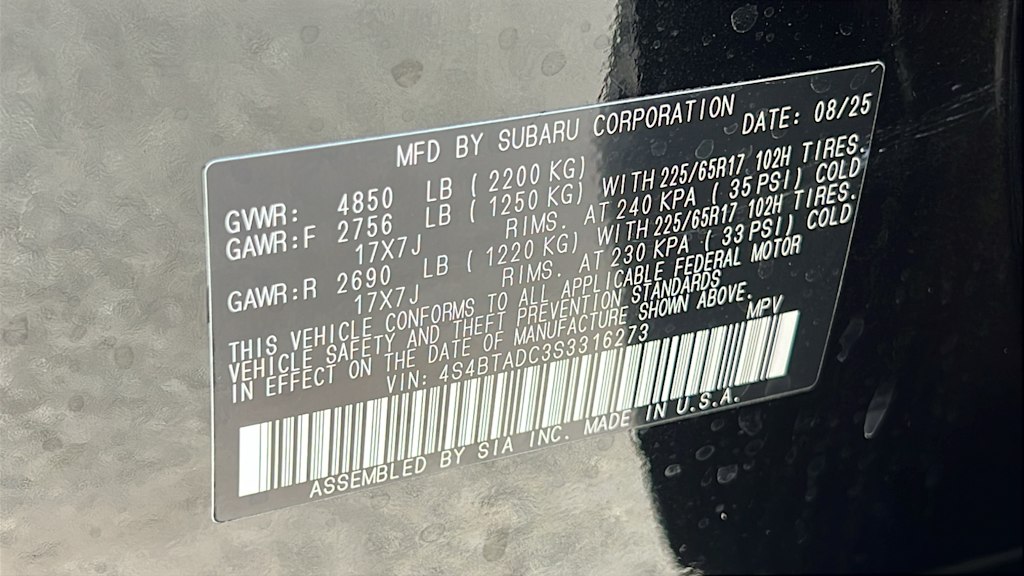 MFD BY SUBARU CORPORATION DATE: 08/25
GVWR: 4850 LB ( 2200 KG)
GAWR:F 2756 LB ( 1250 KG) WITH 225/65R17 102H TIRES.
17X7J RIMS. AT 240 KPA ( 35 PSI) COLD
GAWR:R 2690 LB ( 1220 KG) WITH 225/65R17 102H TIRES.
17X7J RIMS. AT 230 KPA ( 33 PSI) COLD
THIS VEHICLE CONFORMS TO ALL APPLICABLE FEDERAL MOTOR
VEHICLE SAFETY AND THEFT PREVENTION STANDARDS
IN EFFECT ON THE DATE OF MANUFACTURE SHOWN ABOVE.
VIN: 4S4BTADC3S3316273 MPV
ASSEMBLED BY SIA INC. MADE IN U.S.A.